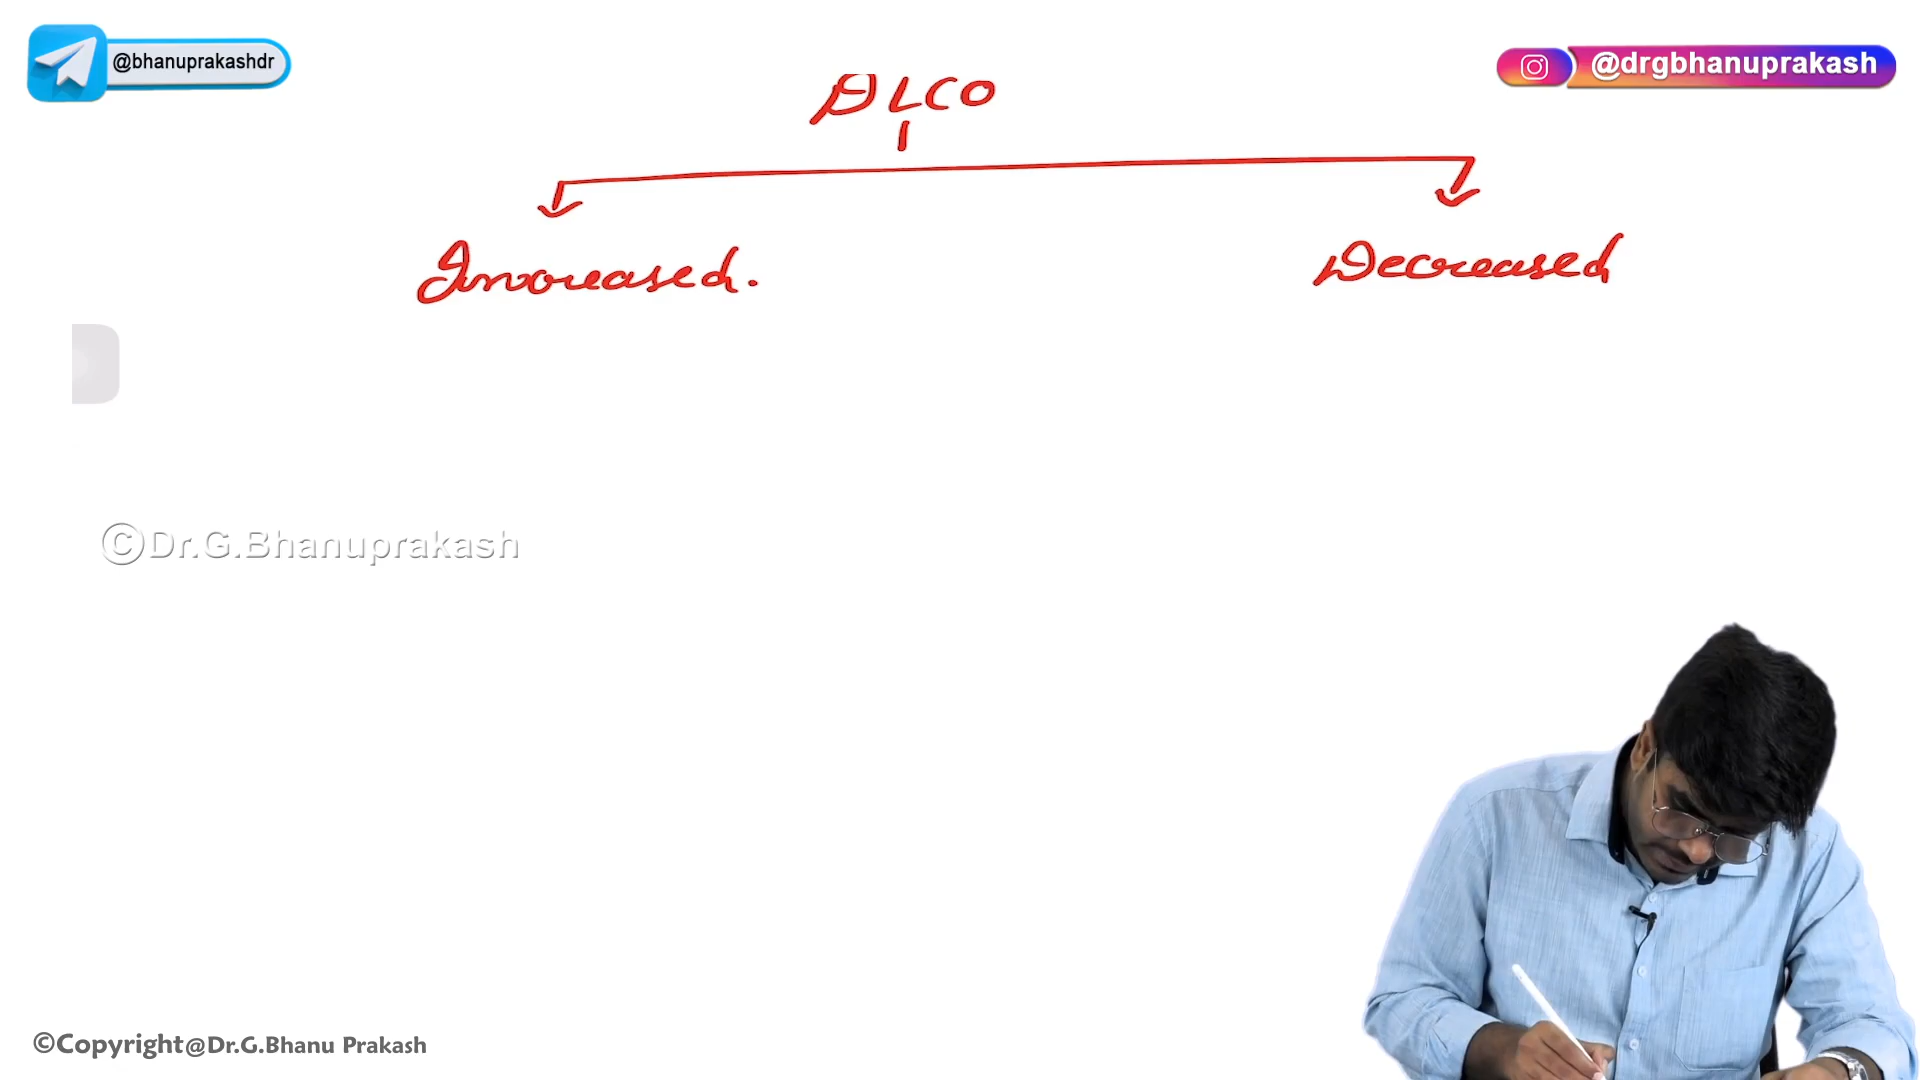 @bhanuprakashdr
@drgbhanuprakash
DLCO
Increased.
Decreased
©Dr.G.Bhanuprakash
©Copyright@Dr.G.Bhanu Prakash